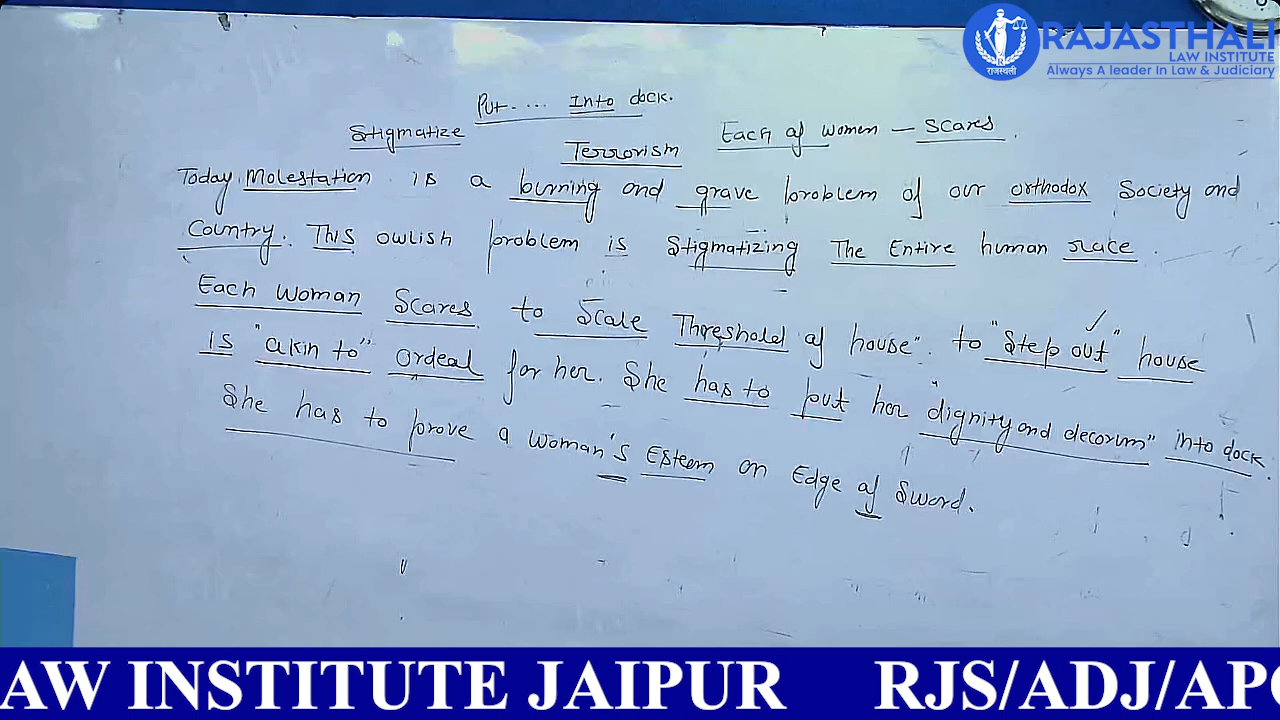 RAJASTHALI
LAW INSTITUTE
राजस्थली
Always A leader In Law & Judiciary
Put.... Into dock.
Stigmatize
Terrorism
Each of women — Scares.
Today. Molestation is a burning and grave problem of our orthodox Society and
Country. This owlish problem is Stigmatizing The Entire human race.
Each woman Scares to Scale Threshold of house". to "Step out" house
is "akin to" ordeal for her. She has to put her "dignity and decorum" into dock.
She has to prove a woman's Esteem on Edge of Sword.
AW INSTITUTE JAIPUR RJS/ADJ/APO